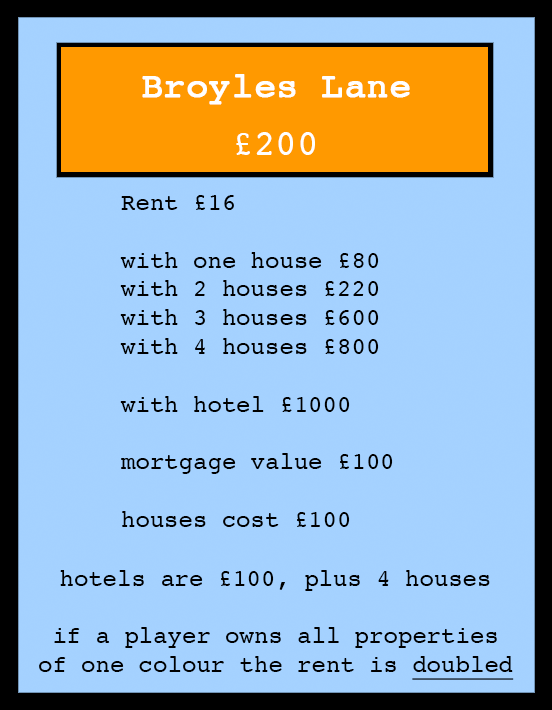 Broyles Lane
£200
Rent £16
with one house £80
with 2 houses £220
with 3 houses £600
with 4 houses £800
with hotel £1000
mortgage value £100
houses cost £100
hotels are £100, plus 4 houses
if a player owns all properties
of one colour the rent is doubled